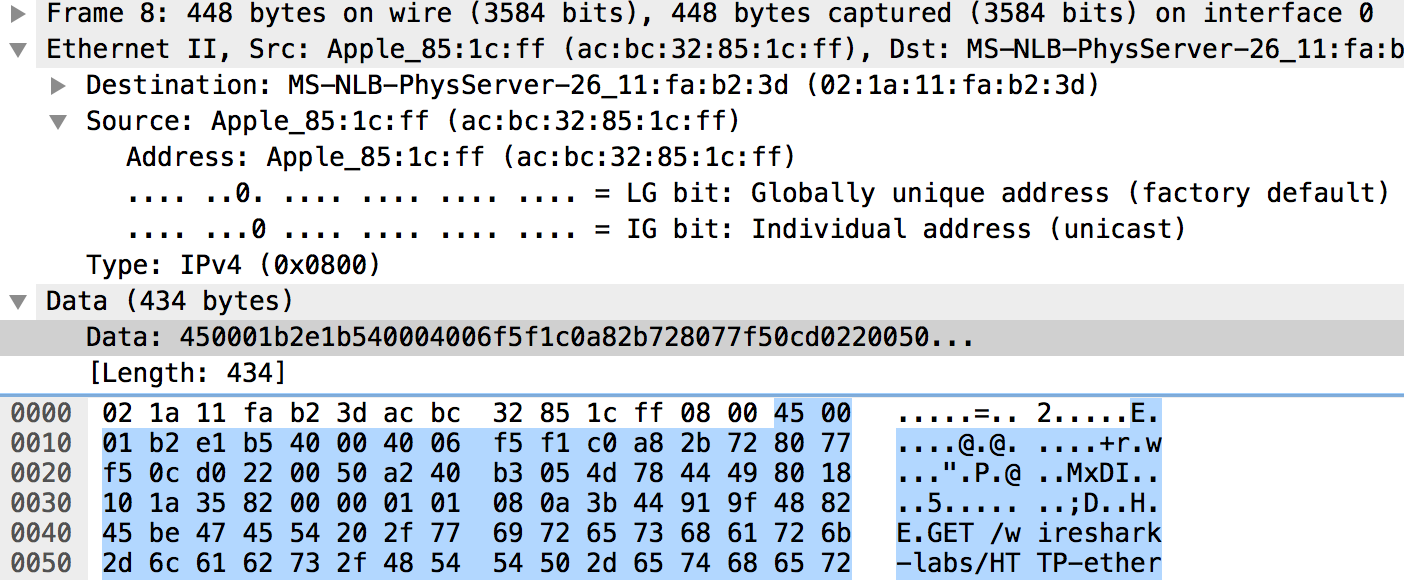 Frame 8: 448 bytes on wire (3584 bits), 448 bytes captured (3584 bits) on interface 0
Ethernet II, Src: Apple_85:1c:ff (ac:bc:32:85:1c:ff), Dst: MS-NLB-PhysServer-26_11:fa:b
Destination: MS-NLB-PhysServer-26_11:fa:b2:3d (02:1a:11:fa:b2:3d)
Source: Apple_85:1c:ff (ac:bc:32:85:1c:ff)
Address: Apple_85:1c:ff (ac:bc:32:85:1c:ff)
.... ..0. .... .... .... .... = LG bit: Globally unique address (factory default)
.... ...0 .... .... .... .... = IG bit: Individual address (unicast)
Type: IPv4 (0x0800)
Data (434 bytes)
Data: 450001b2e1b540004006f5f1c0a82b728077f50cd0220050...
[Length: 434]
0000 02 1a 11 fa b2 3d ac bc 32 85 1c ff 08 00 45 00 .....=.. 2.....E.
0010 01 b2 e1 b5 40 00 40 06 f5 f1 c0 a8 2b 72 80 77 ....@.@. ....+r.w
0020 f5 0c d0 22 00 50 a2 40 b3 05 4d 78 44 49 80 18 ...".P.@ ..MxDI..
0030 10 1a 35 82 00 00 01 01 08 0a 3b 44 91 9f 48 82 ..5..... ..;D..H.
0040 45 be 47 45 54 20 2f 77 69 72 65 73 68 61 72 6b E.GET /w ireshark
0050 2d 6c 61 62 73 2f 48 54 54 50 2d 65 74 68 65 72 -labs/HT TP-ether